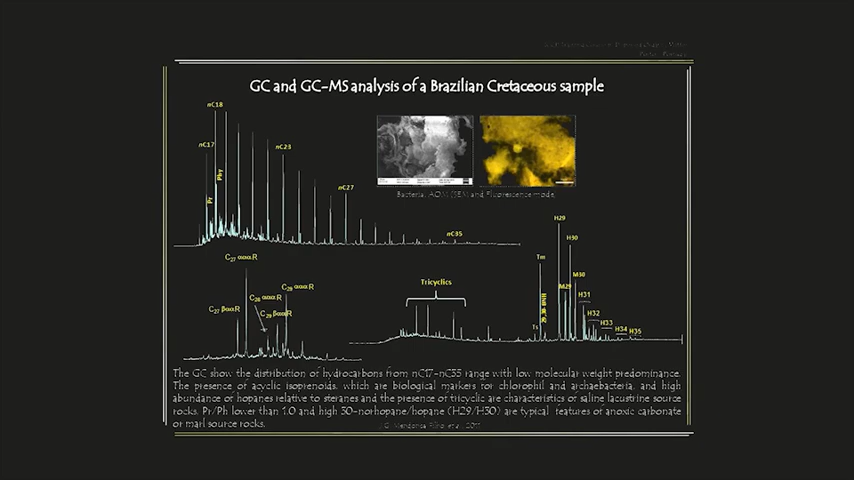 GC and GC-MS analysis of a Brazilian Cretaceous sample
nC18
nC17
Pr
Phy
nC23
nC27
nC35
Bacteria: AOM (SEM and Fluorescence mode)
C27 αααR
C27 βααR
C28 αααR
C29 βααR
C29 αααR
Tricyclics
Ts
Tm
H29
M29
H30
M30
H31
H32
H33
H34
H35
The GC show the distribution of hydrocarbons from nC17-nC35 range with low molecular weight predominance.
The presence of acyclic isoprenoids, which are biological markers for chlorophil and archaebacteria, and high
abundance of hopanes relative to steranes and the presence of tricyclic are characteristics of saline lacustrine source
rocks. Pr/Ph lower than 1.0 and high 30-norhopane/hopane (H29/H30) are typical features of anoxic carbonate
or marl source rocks.
J.G. Mendonça Filho et al., 2011